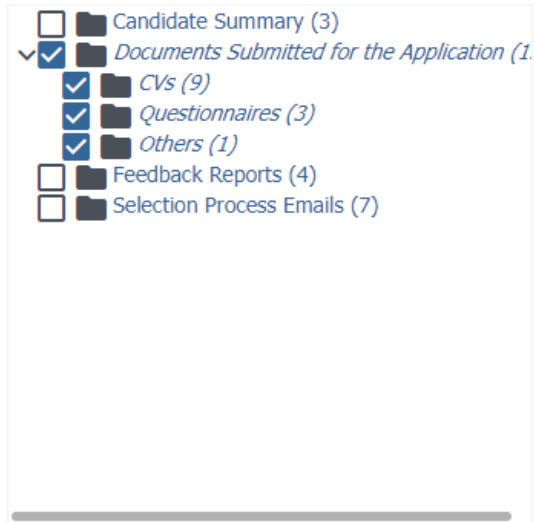 Candidate Summary (3)
Documents Submitted for the Application (1
CVs (9)
Questionnaires (3)
Others (1)
Feedback Reports (4)
Selection Process Emails (7)